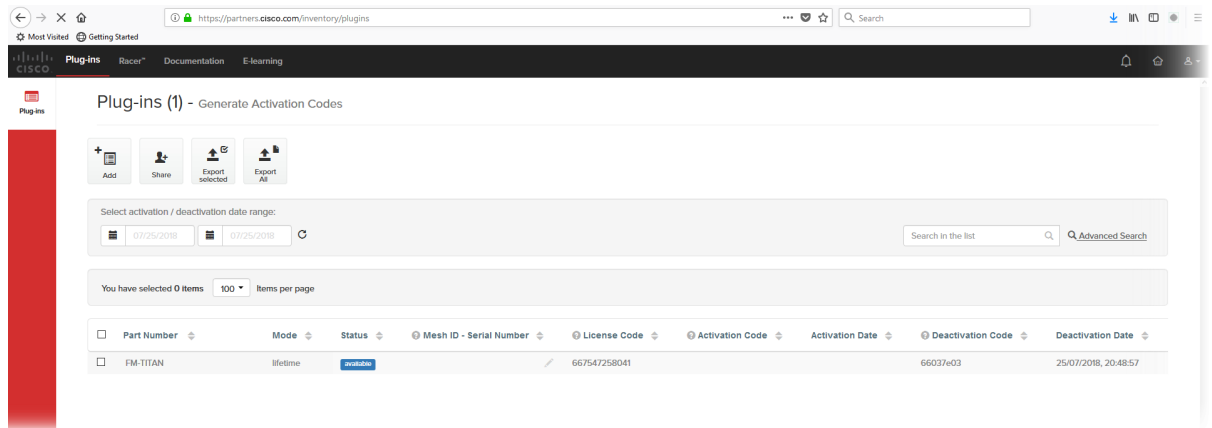 https://partners.cisco.com/inventory/plugins
Search
Most Visited Getting Started
CISCO Plug-ins Racer™ Documentation E-learning
Plug-ins
Plug-ins (1) - Generate Activation Codes
Add Share Export selected Export All
Select activation / deactivation date range:
07/25/2018 07/25/2018 Search in the list Advanced Search
You have selected 0 items 100 Items per page
Part Number Mode Status Mesh ID - Serial Number License Code Activation Code Activation Date Deactivation Code Deactivation Date
FM-TITAN lifetime available 667547258041 66037e03 25/07/2018, 20:48:57